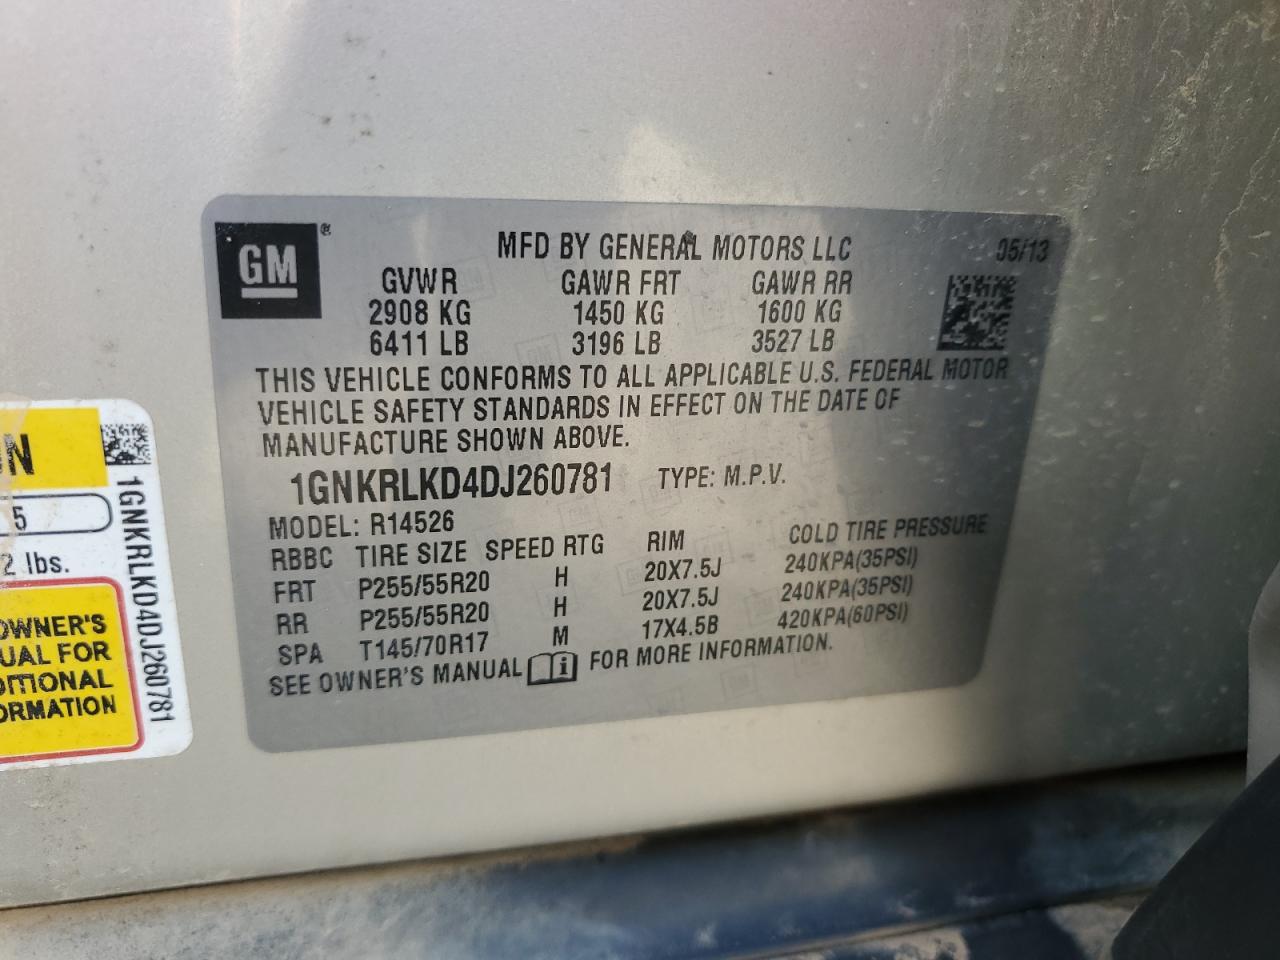 GM ®
MFD BY GENERAL MOTORS LLC 05/13
GVWR GAWR FRT GAWR RR
2908 KG 1450 KG 1600 KG
6411 LB 3196 LB 3527 LB
THIS VEHICLE CONFORMS TO ALL APPLICABLE U.S. FEDERAL MOTOR
VEHICLE SAFETY STANDARDS IN EFFECT ON THE DATE OF
MANUFACTURE SHOWN ABOVE.
1GNKRLKD4DJ260781 TYPE: M.P.V.
MODEL: R14526
RBBC TIRE SIZE SPEED RTG RIM COLD TIRE PRESSURE
FRT P255/55R20 H 20X7.5J 240KPA(35PSI)
RR P255/55R20 H 20X7.5J 240KPA(35PSI)
SPA T145/70R17 M 17X4.5B 420KPA(60PSI)
SEE OWNER'S MANUAL i FOR MORE INFORMATION.
N
5
2 lbs.
OWNER'S
UAL FOR
DITIONAL
ORMATION
1GNKRLKD4DJ260781